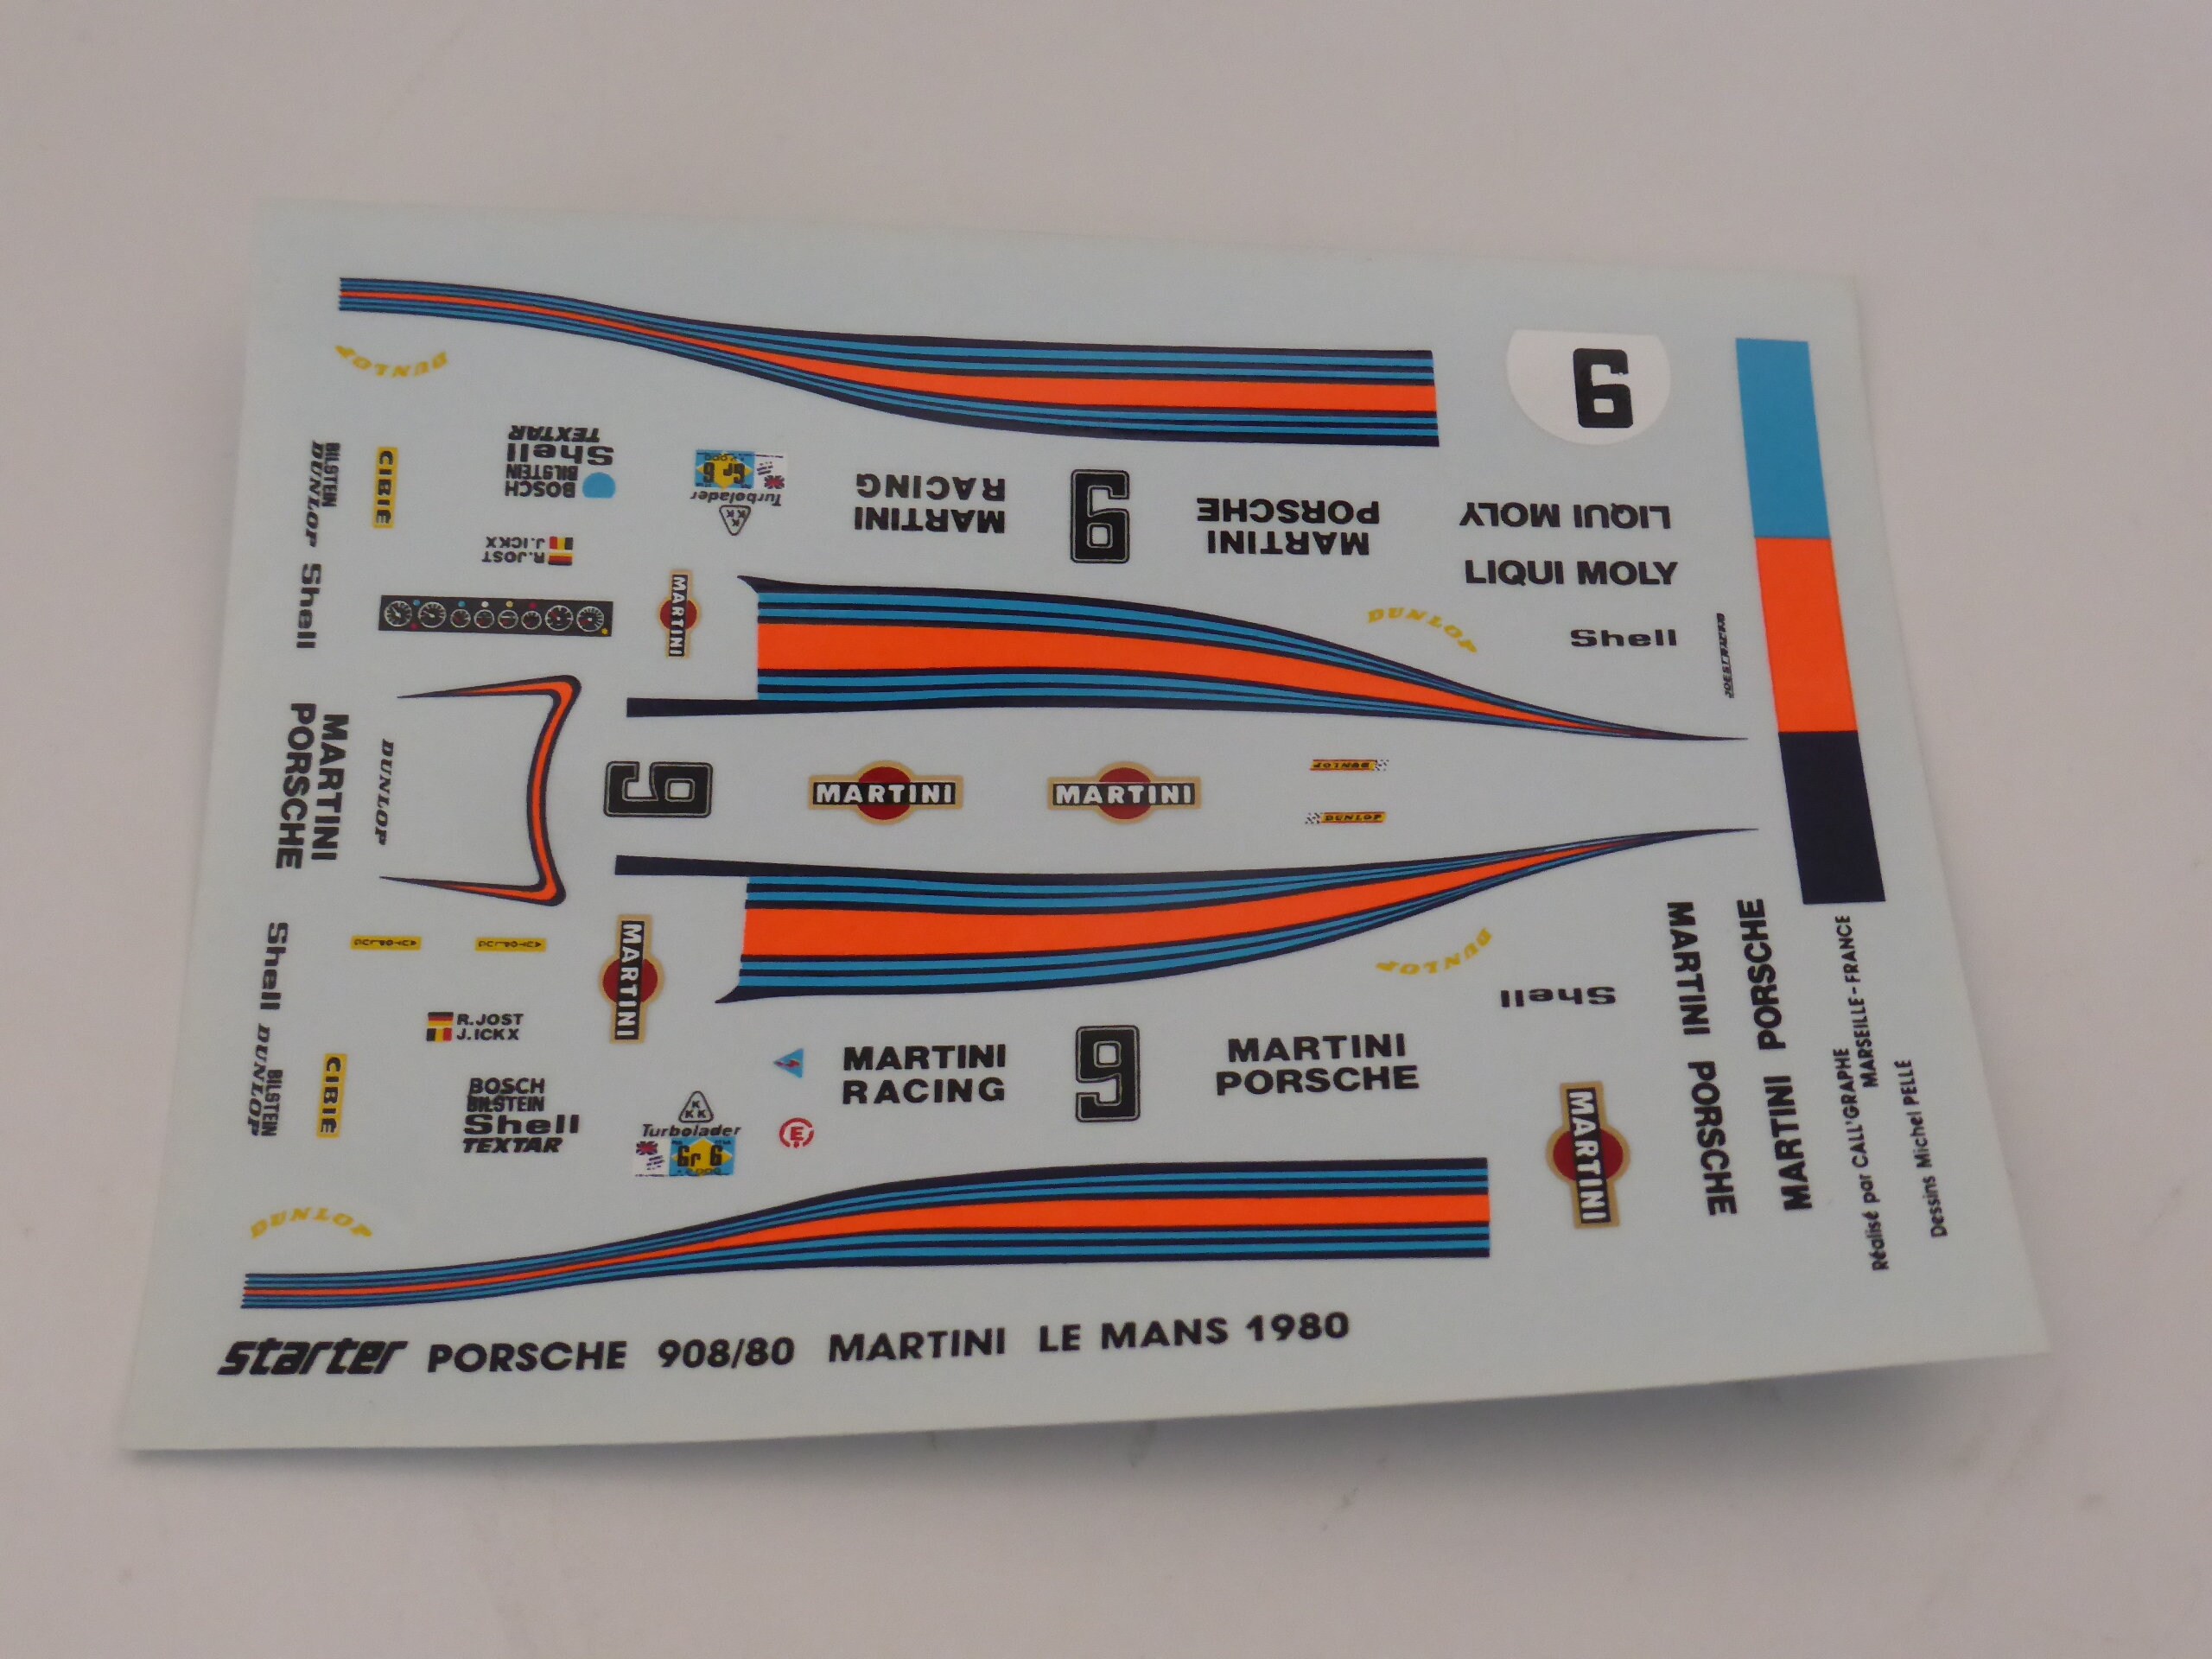 DUNLOP
9
BILSTEIN
DUNLOP
Shell
CIBIE
BOSCH
BILSTEIN
Shell
TEXTAR
R.JOST
J.ICKX
KKK
Turbolader
Gr 6
MARTINI
RACING
9
MARTINI
PORSCHE
LIQUI MOLY
LIQUI MOLY
MARTINI
DUNLOP
Shell
MARTINI
PORSCHE
DUNLOP
9
MARTINI
MARTINI
DUNLOP
DUNLOP
Shell
DUNLOP
BILSTEIN
MARTINI
DUNLOP
Shell
R.JOST
J.ICKX
CIBIE
BOSCH
BILSTEIN
Shell
TEXTAR
KKK
Turbolader
Gr 6
E
MARTINI
RACING
9
MARTINI
PORSCHE
MARTINI
MARTINI PORSCHE
MARTINI PORSCHE
Réalisé par CALL'GRAPHE
MARSEILLE-FRANCE
Dessins Michel PELLÉ
DUNLOP
starter PORSCHE 908/80 MARTINI LE MANS 1980